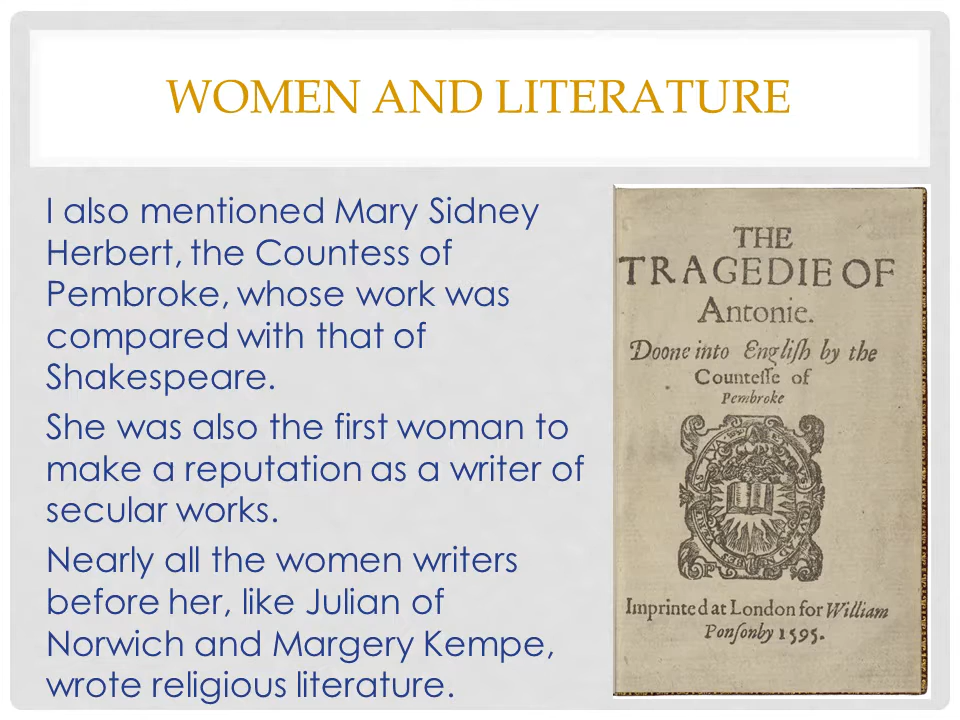 WOMEN AND LITERATURE
I also mentioned Mary Sidney
Herbert, the Countess of
Pembroke, whose work was
compared with that of
Shakespeare.
She was also the first woman to
make a reputation as a writer of
secular works.
Nearly all the women writers
before her, like Julian of
Norwich and Margery Kempe,
wrote religious literature.
THE
TRAGEDIE OF
Antonie.
Doone into Engliſh by the
Counteſſe of
Pembroke
Imprinted at London for William
Ponſonby 1595.